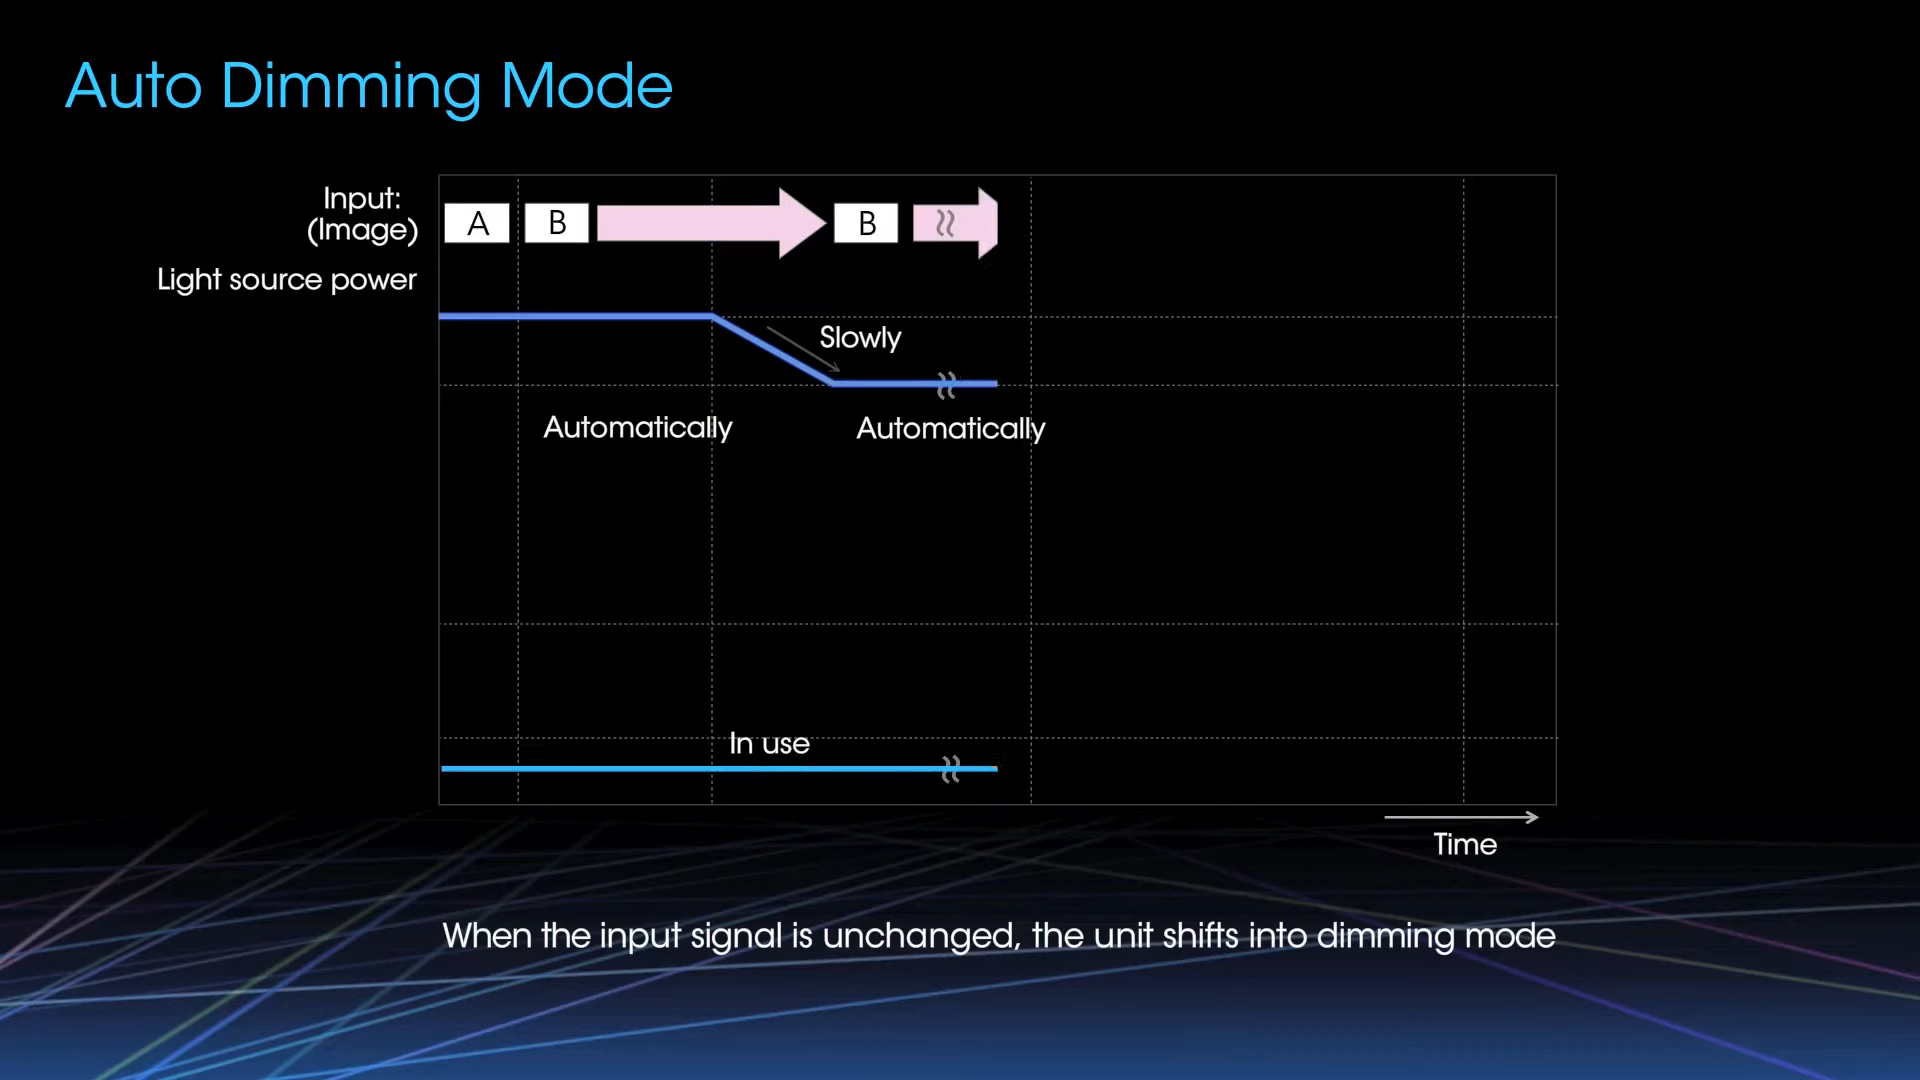 Auto Dimming Mode
Input:
(Image)
A B B
Light source power
Slowly
Automatically Automatically
In use
Time
When the input signal is unchanged, the unit shifts into dimming mode